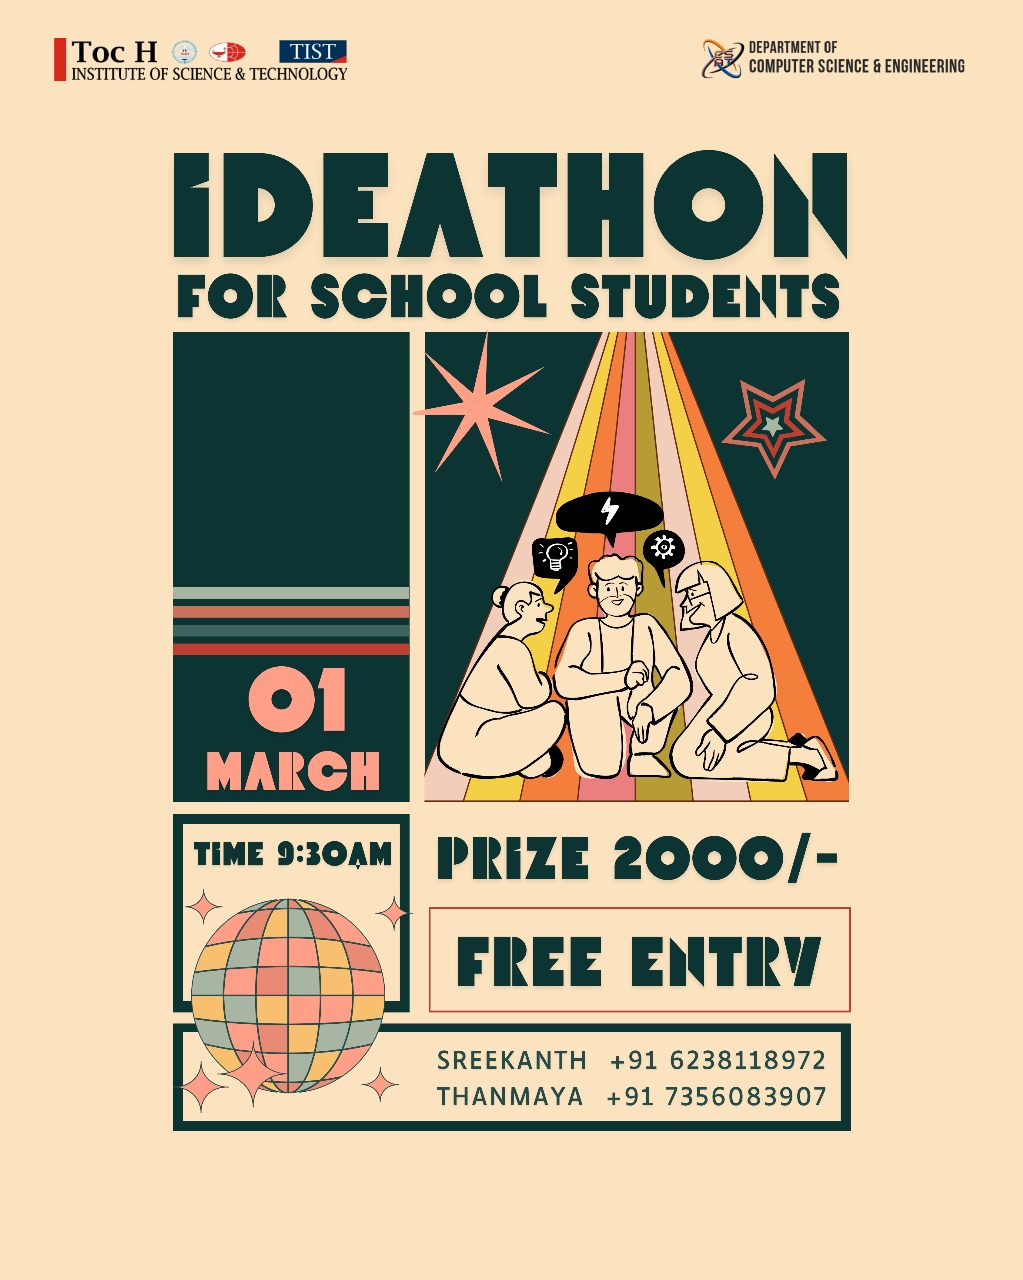 Toc H TIST
INSTITUTE OF SCIENCE & TECHNOLOGY
DEPARTMENT OF
COMPUTER SCIENCE & ENGINEERING
IDEATHON
FOR SCHOOL STUDENTS
01
MARCH
TIME 9:30AM
PRIZE 2000/-
FREE ENTRY
SREEKANTH +91 6238118972
THANMAYA +91 7356083907